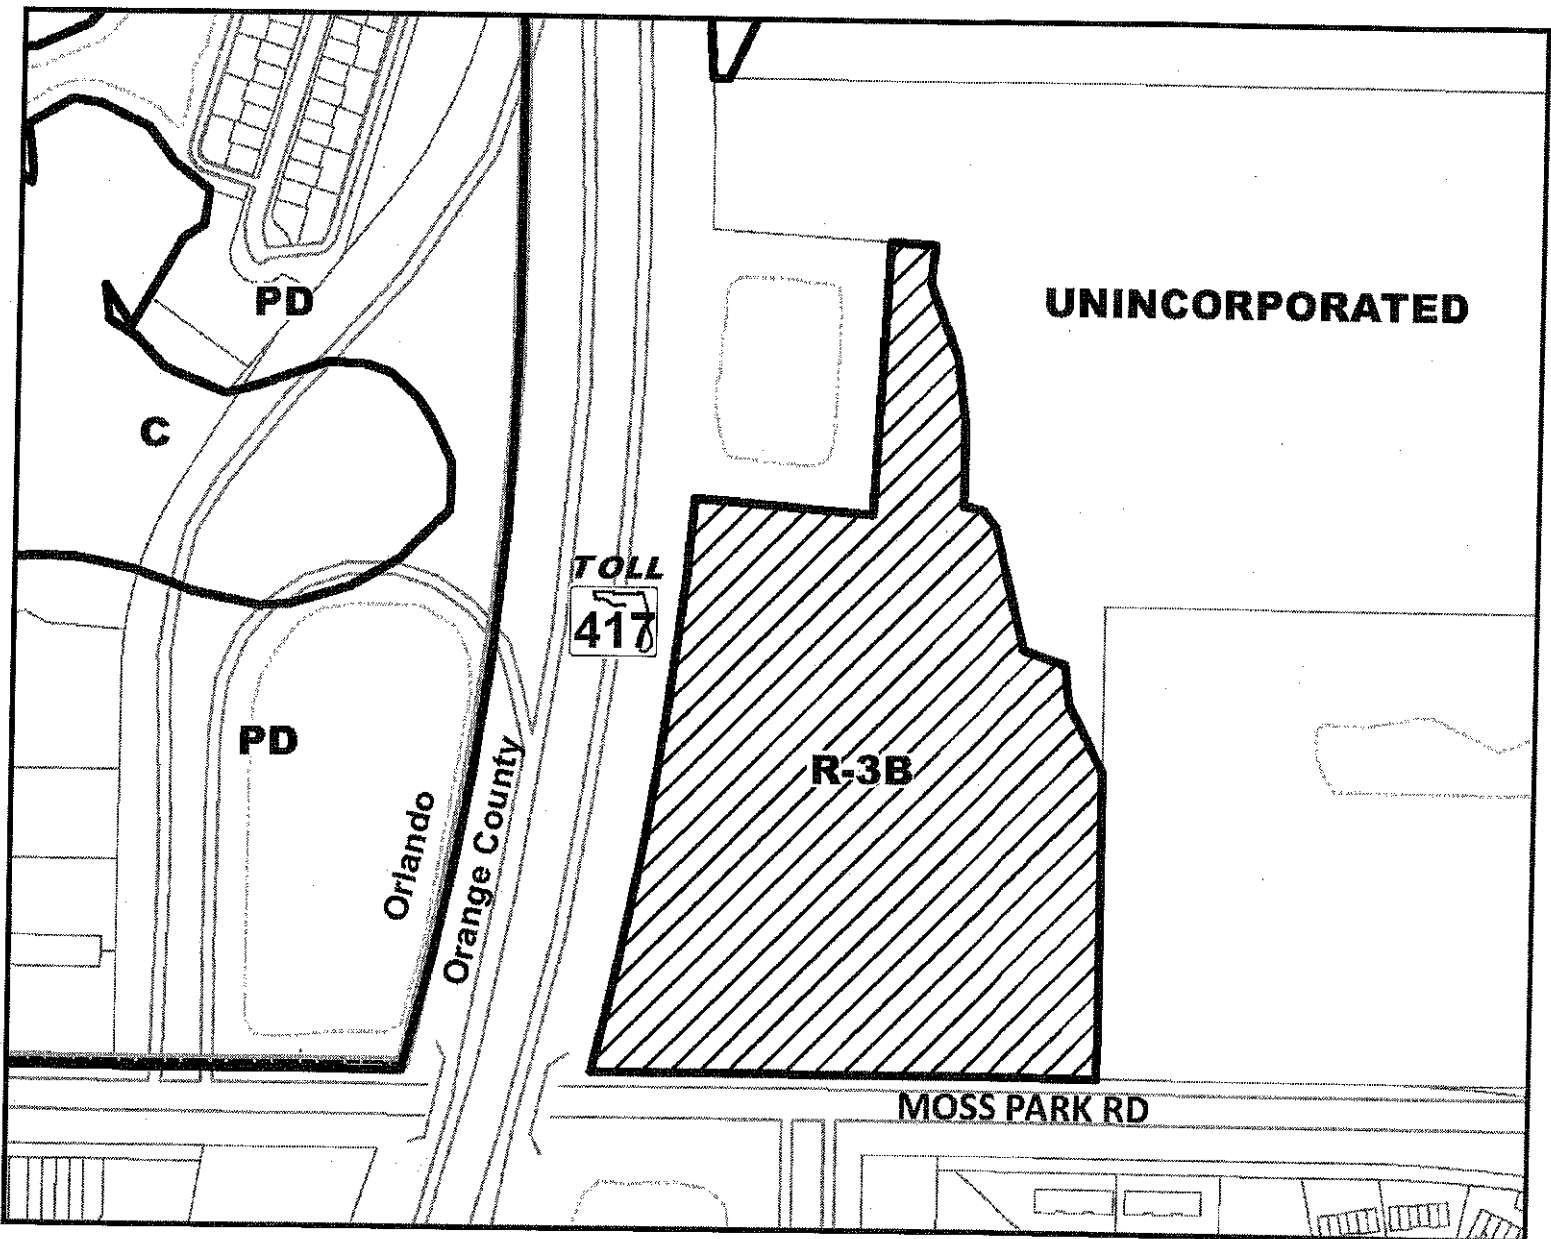 PD
UNINCORPORATED
C
TOLL
417
PD
R-3B
Orlando
Orange County
MOSS PARK RD